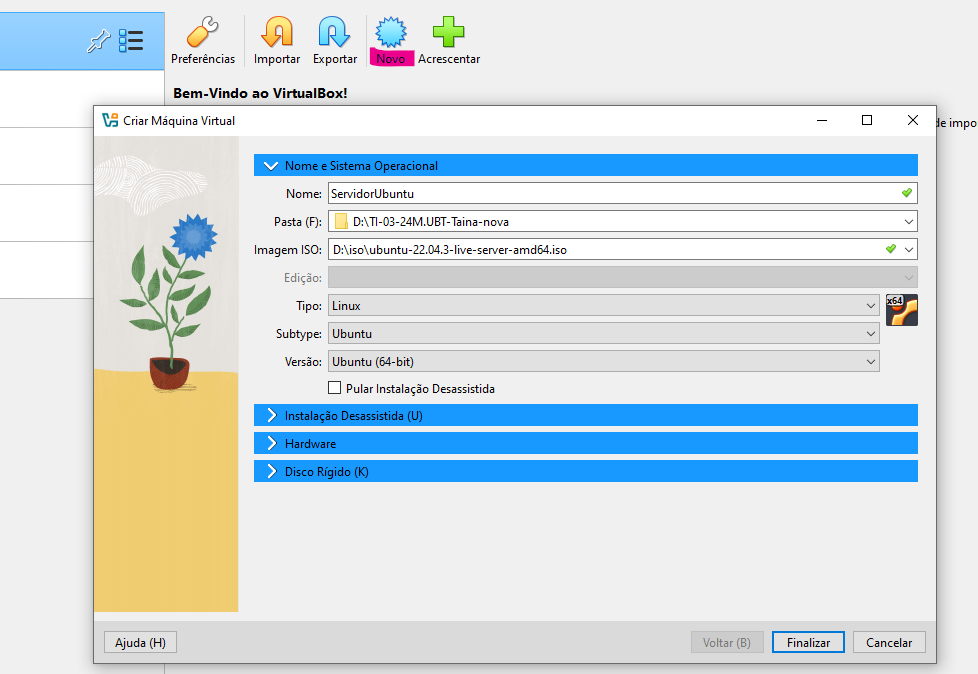 Preferências Importar Exportar Novo Acrescentar
Bem-Vindo ao VirtualBox!
de impo
Criar Máquina Virtual
Nome e Sistema Operacional
Nome: ServidorUbuntu
Pasta (F): D:\TI-03-24M.UBT-Taina-nova
Imagem ISO: D:\iso\ubuntu-22.04.3-live-server-amd64.iso
Edição:
Tipo: Linux
x64
Subtype: Ubuntu
Versão: Ubuntu (64-bit)
Pular Instalação Desassistida
Instalação Desassistida (U)
Hardware
Disco Rígido (K)
Ajuda (H) Voltar (B) Finalizar Cancelar